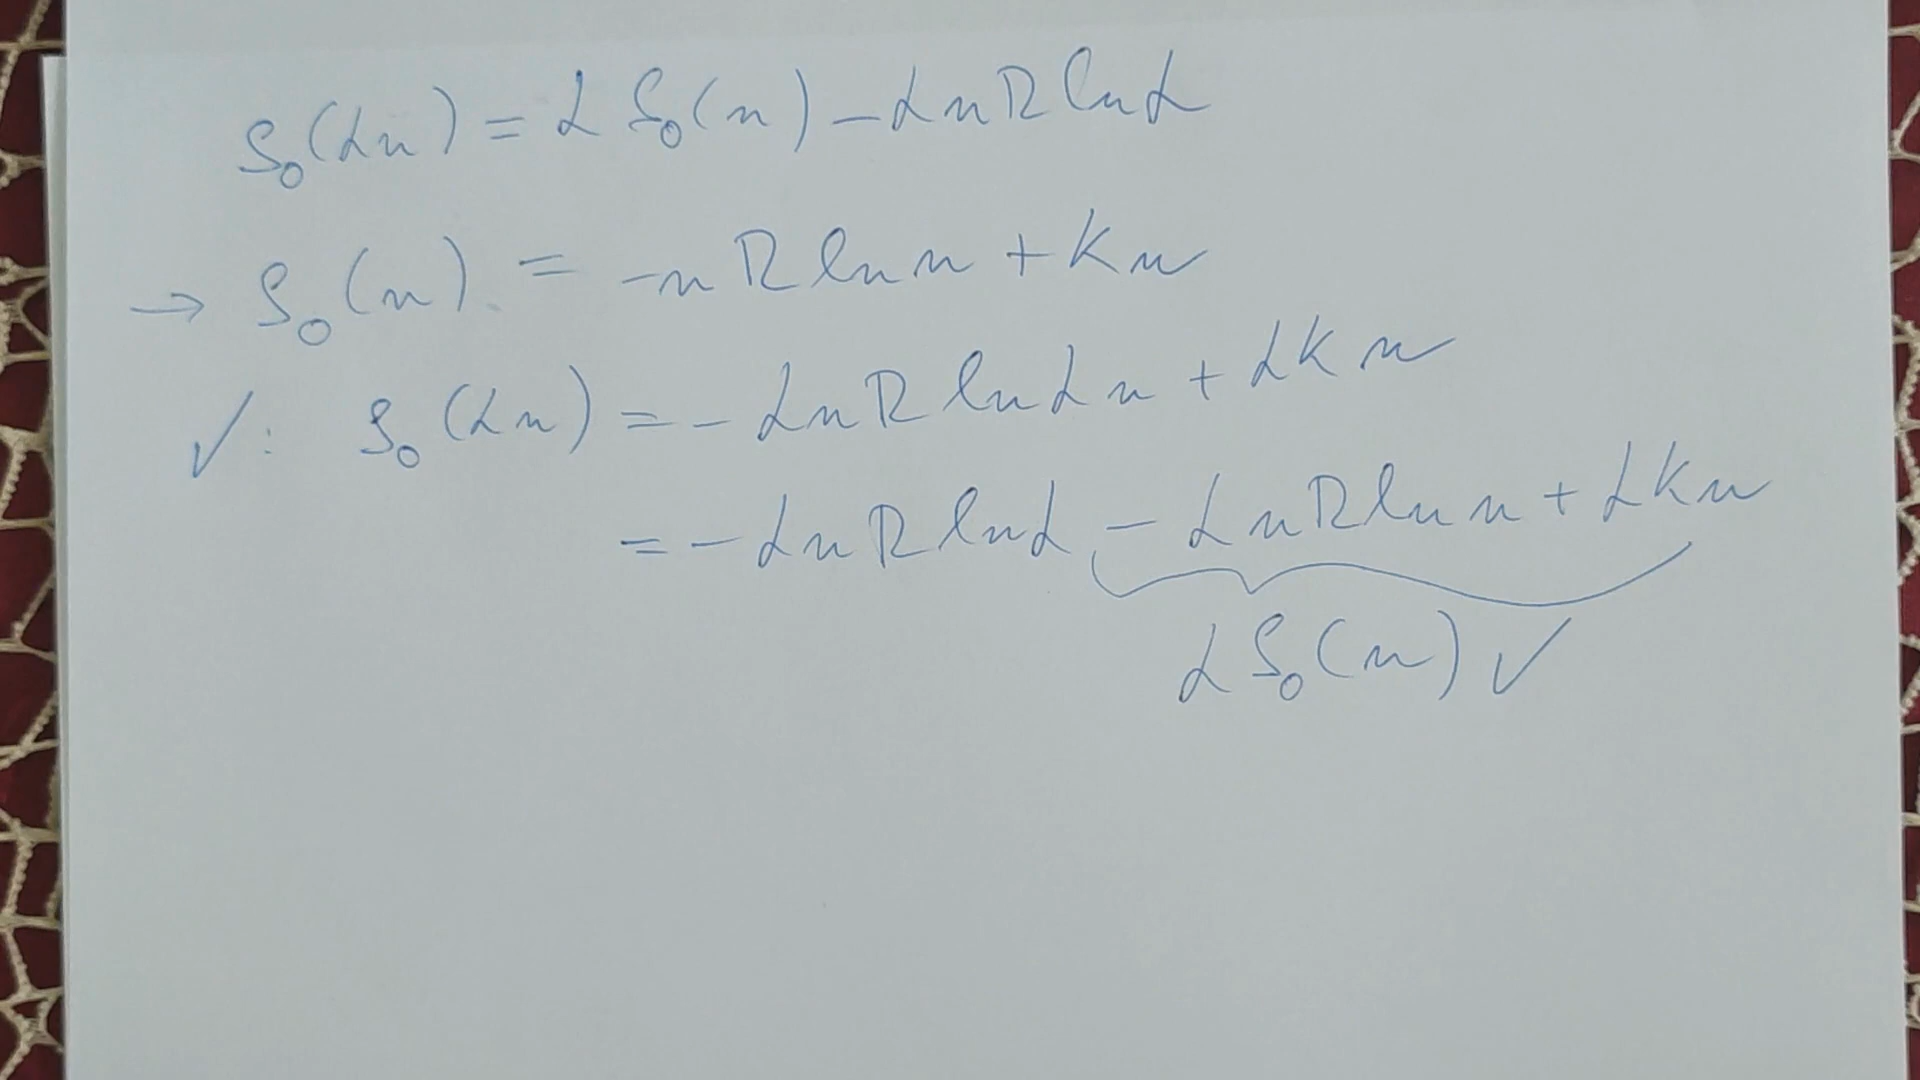 S₀(αn) = α S₀(n) − αnR ln α
→ S₀(n) = −nR ln n + kn
✓: S₀(αn) = − αnR ln αn + αkn
= − αnR ln α − αnR ln n + αkn
αS₀(n) ✓